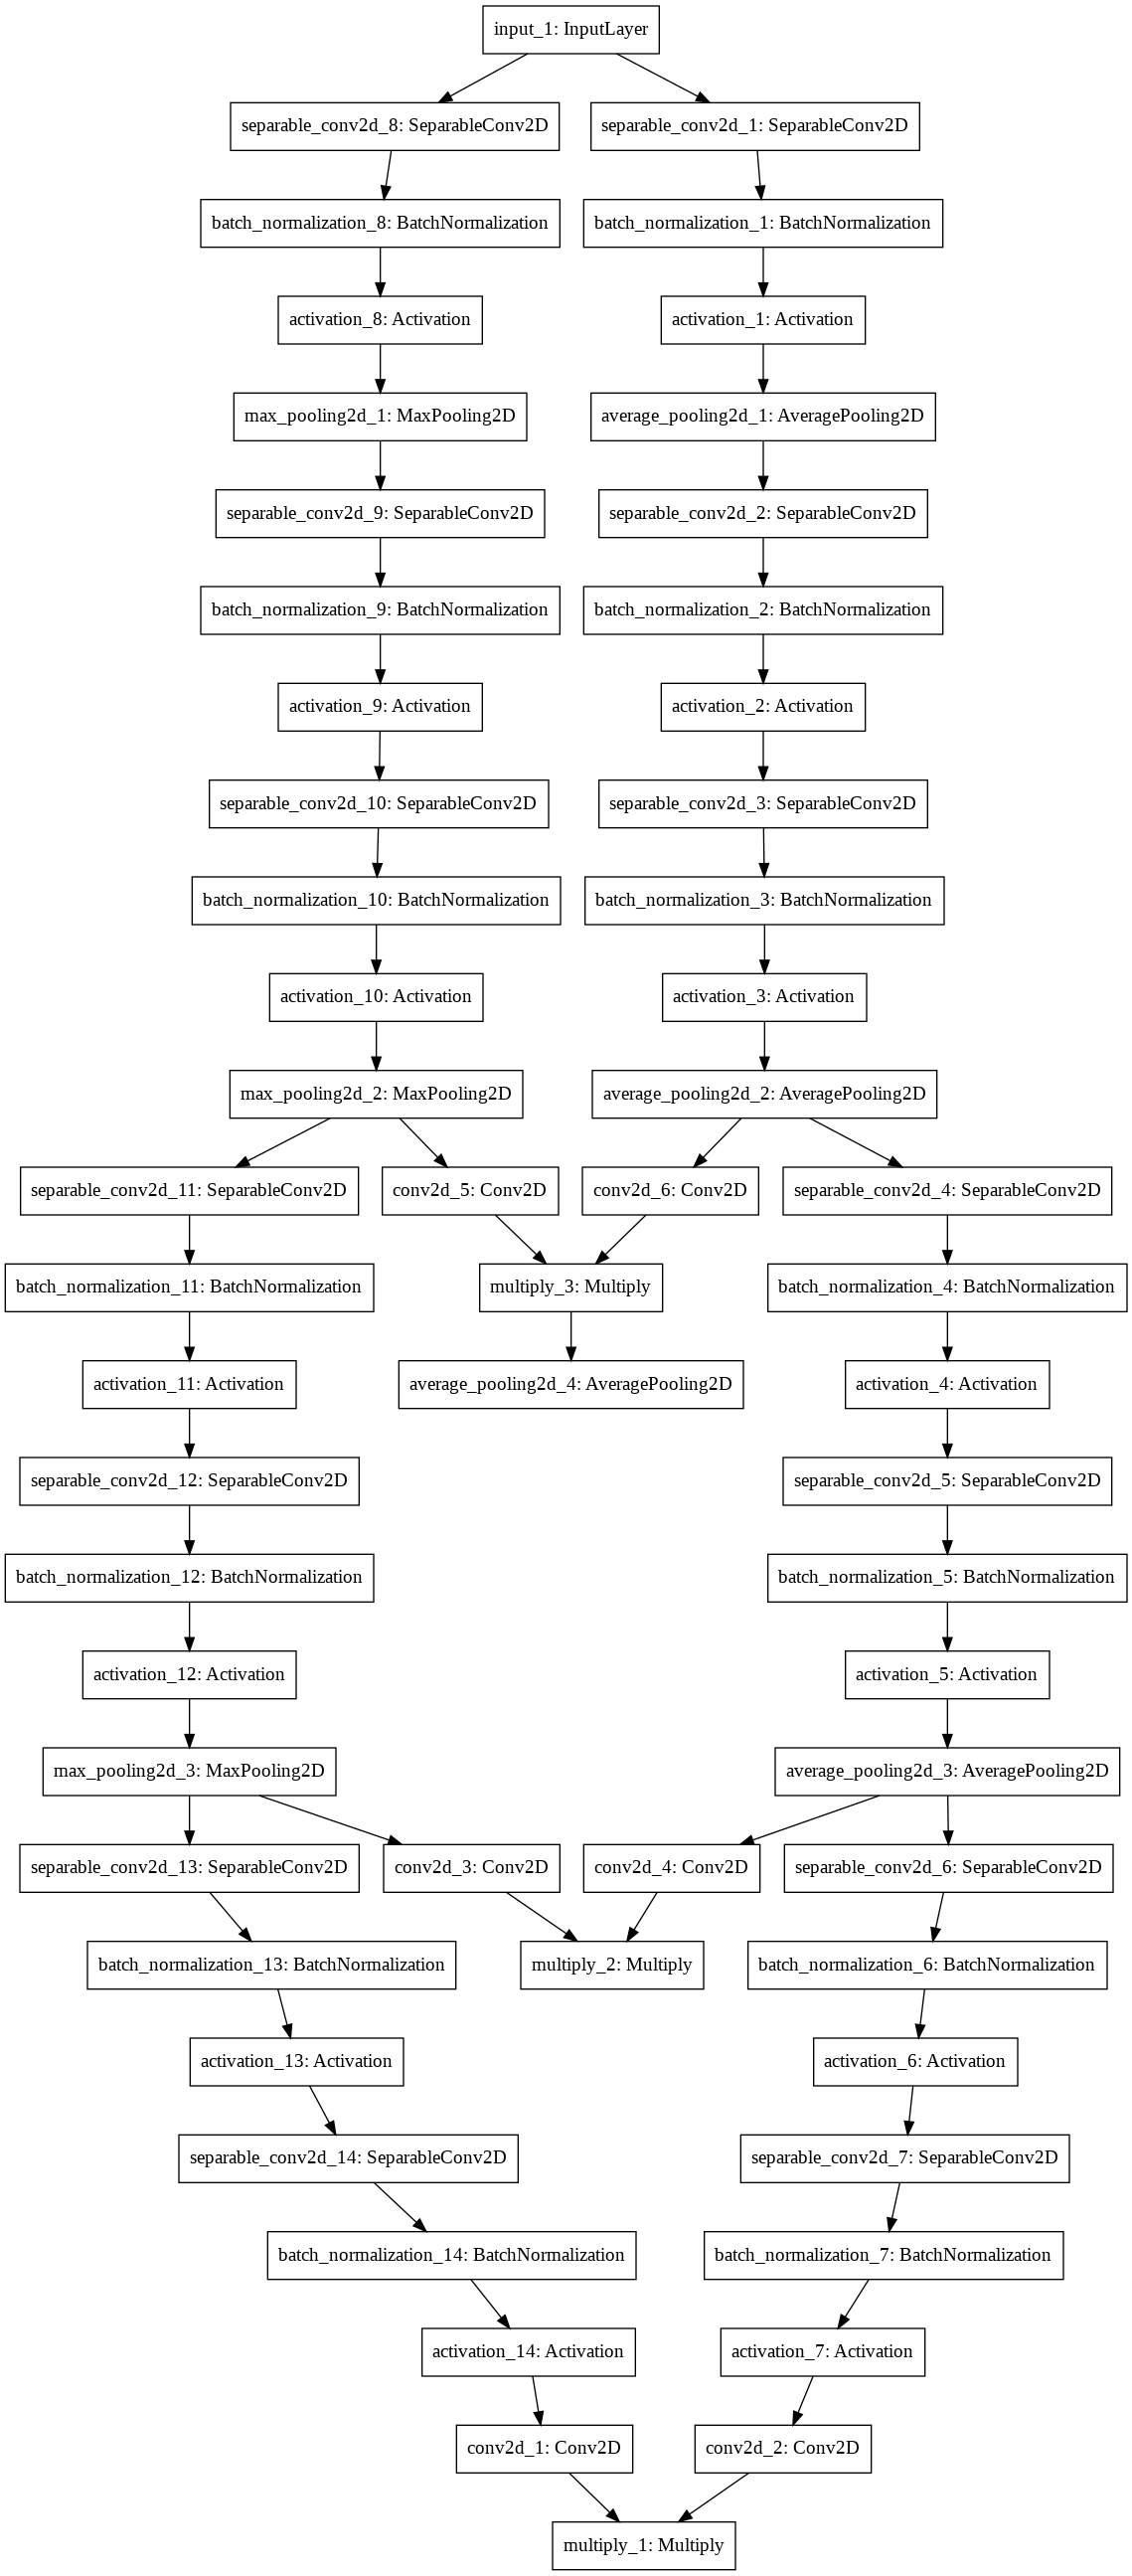 input_1: InputLayer
separable_conv2d_8: SeparableConv2D
separable_conv2d_1: SeparableConv2D
batch_normalization_8: BatchNormalization
batch_normalization_1: BatchNormalization
activation_8: Activation
activation_1: Activation
max_pooling2d_1: MaxPooling2D
average_pooling2d_1: AveragePooling2D
separable_conv2d_9: SeparableConv2D
separable_conv2d_2: SeparableConv2D
batch_normalization_9: BatchNormalization
batch_normalization_2: BatchNormalization
activation_9: Activation
activation_2: Activation
separable_conv2d_10: SeparableConv2D
separable_conv2d_3: SeparableConv2D
batch_normalization_10: BatchNormalization
batch_normalization_3: BatchNormalization
activation_10: Activation
activation_3: Activation
max_pooling2d_2: MaxPooling2D
average_pooling2d_2: AveragePooling2D
separable_conv2d_11: SeparableConv2D
conv2d_5: Conv2D
conv2d_6: Conv2D
separable_conv2d_4: SeparableConv2D
batch_normalization_11: BatchNormalization
multiply_3: Multiply
batch_normalization_4: BatchNormalization
activation_11: Activation
average_pooling2d_4: AveragePooling2D
activation_4: Activation
separable_conv2d_12: SeparableConv2D
separable_conv2d_5: SeparableConv2D
batch_normalization_12: BatchNormalization
batch_normalization_5: BatchNormalization
activation_12: Activation
activation_5: Activation
max_pooling2d_3: MaxPooling2D
average_pooling2d_3: AveragePooling2D
separable_conv2d_13: SeparableConv2D
conv2d_3: Conv2D
conv2d_4: Conv2D
separable_conv2d_6: SeparableConv2D
batch_normalization_13: BatchNormalization
multiply_2: Multiply
batch_normalization_6: BatchNormalization
activation_13: Activation
activation_6: Activation
separable_conv2d_14: SeparableConv2D
separable_conv2d_7: SeparableConv2D
batch_normalization_14: BatchNormalization
batch_normalization_7: BatchNormalization
activation_14: Activation
activation_7: Activation
conv2d_1: Conv2D
conv2d_2: Conv2D
multiply_1: Multiply